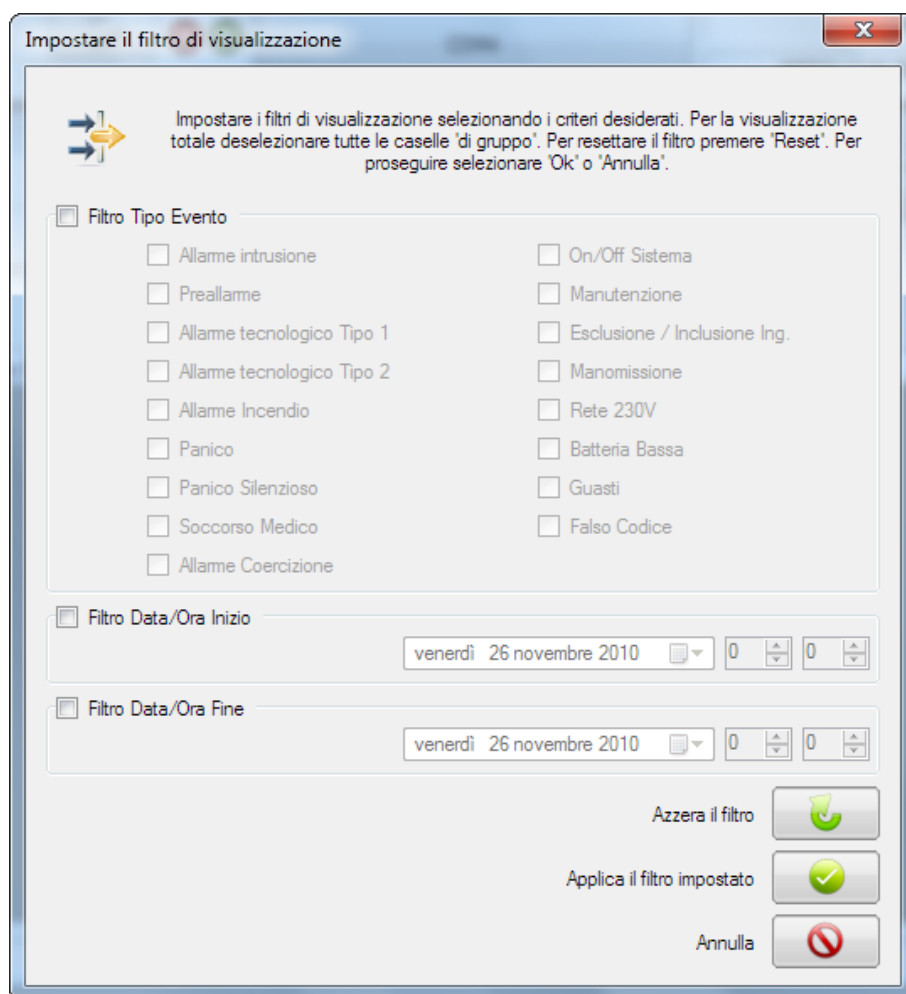 Impostare il filtro di visualizzazione
Impostare i filtri di visualizzazione selezionando i criteri desiderati. Per la visualizzazione
totale deselezionare tutte le caselle 'di gruppo'. Per resettare il filtro premere 'Reset'. Per
proseguire selezionare 'Ok' o 'Annulla'.
Filtro Tipo Evento
Allarme intrusione
Preallarme
Allarme tecnologico Tipo 1
Allarme tecnologico Tipo 2
Allarme Incendio
Panico
Panico Silenzioso
Soccorso Medico
Allarme Coercizione
On/Off Sistema
Manutenzione
Esclusione / Inclusione Ing.
Manomissione
Rete 230V
Batteria Bassa
Guasti
Falso Codice
Filtro Data/Ora Inizio
venerdì 26 novembre 2010 0 0
Filtro Data/Ora Fine
venerdì 26 novembre 2010 0 0
Azzera il filtro
Applica il filtro impostato
Annulla